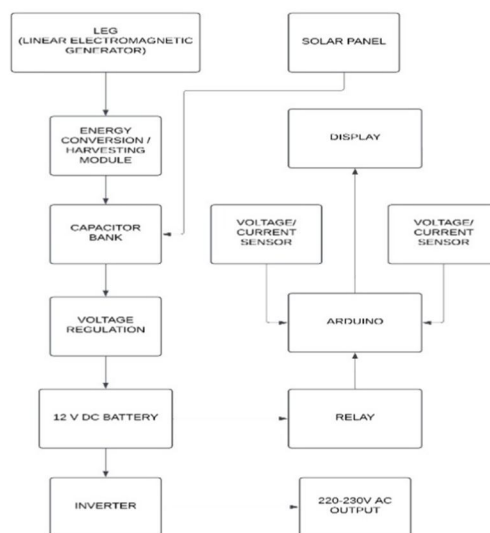 LEG
(LINEAR ELECTROMAGNETIC
GENERATOR)
SOLAR PANEL
ENERGY
CONVERSION /
HARVESTING
MODULE
DISPLAY
CAPACITOR
BANK
VOLTAGE/
CURRENT
SENSOR
VOLTAGE/
CURRENT
SENSOR
VOLTAGE
REGULATION
ARDUINO
12 V DC BATTERY
RELAY
INVERTER
220-230V AC
OUTPUT